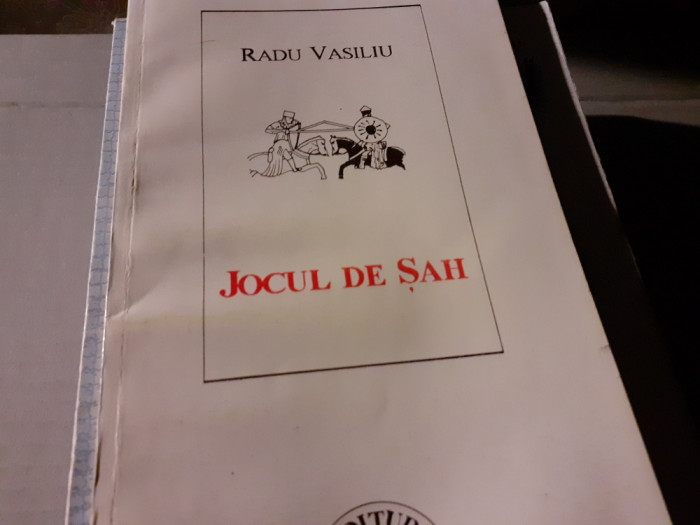 RADU VASILIU
JOCUL DE ȘAH